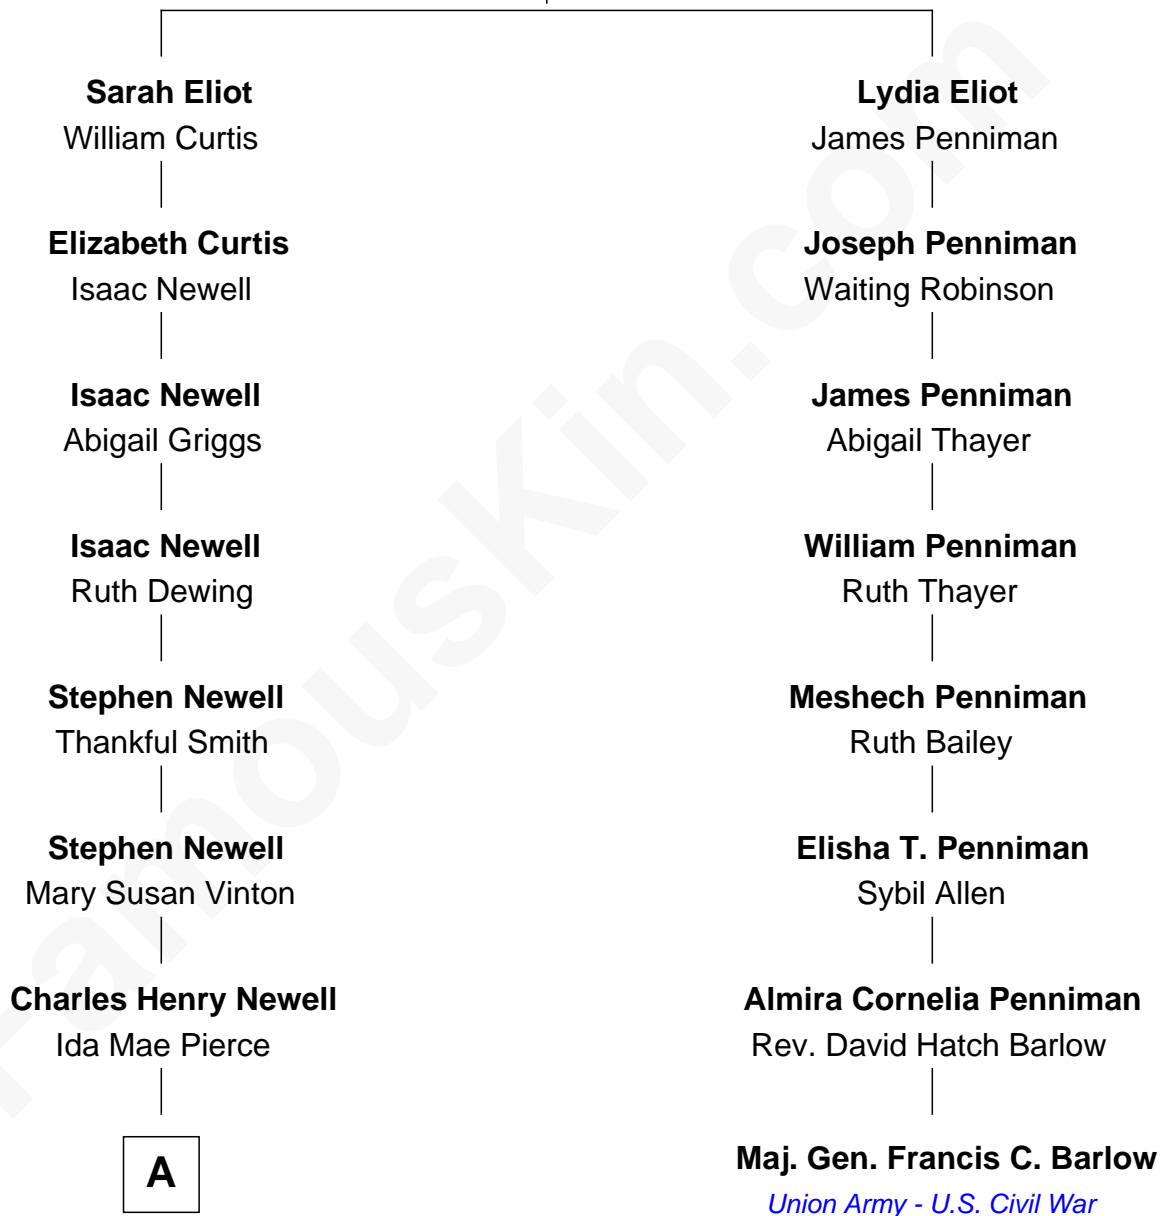 Sarah Eliot
William Curtis
Elizabeth Curtis
Isaac Newell
Isaac Newell
Abigail Griggs
Isaac Newell
Ruth Dewing
Stephen Newell
Thankful Smith
Stephen Newell
Mary Susan Vinton
Charles Henry Newell
Ida Mae Pierce
A
Lydia Eliot
James Penniman
Joseph Penniman
Waiting Robinson
James Penniman
Abigail Thayer
William Penniman
Ruth Thayer
Meshech Penniman
Ruth Bailey
Elisha T. Penniman
Sybil Allen
Almira Cornelia Penniman
Rev. David Hatch Barlow
Maj. Gen. Francis C. Barlow
Union Army - U.S. Civil War
FamousKin.com